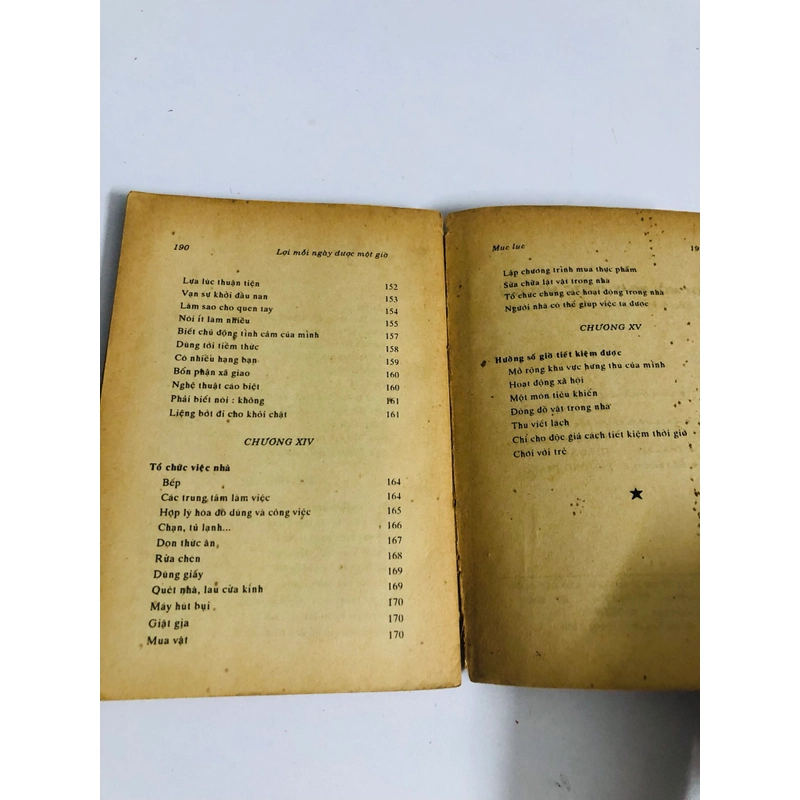 190 Lợi mỗi ngày được một giờ
Lựa lúc thuận tiện 152
Vạn sự khởi đầu nan 153
Làm sao cho quen tay 154
Nói ít làm nhiều 155
Biết chủ động tình cảm của mình 157
Dùng tới tiềm thức 158
Có nhiều hạng bạn 159
Bổn phận xã giao 160
Nghệ thuật cáo biệt 160
Phải biết nói : không 161
Liệng bớt đi cho khỏi chật 161
CHƯƠNG XIV
Tổ chức việc nhà
Bếp 164
Các trung tâm làm việc 164
Hợp lý hóa đồ dùng và công việc 165
Chạn, tủ lạnh... 166
Dọn thức ăn 167
Rửa chén 168
Dùng giấy 169
Quét nhà, lau cửa kính 169
Máy hút bụi 170
Giặt gịa 170
Mua vặt 170
Mục lục 19
Lập chương trình mua thực phẩm
Sửa chữa lặt vặt trong nhà
Tổ chức chung các hoạt động trong nhà
Người nhà có thể giúp việc ta được
CHƯƠNG XV
Hưởng số giờ tiết kiệm được
Mở rộng khu vực hứng thú của mình
Hoạt động xã hội
Một món tiêu khiển
Đóng đồ vật trong nhà
Thú viết lách
Chỉ cho độc giả cách tiết kiệm thời giờ
Chơi với trẻ